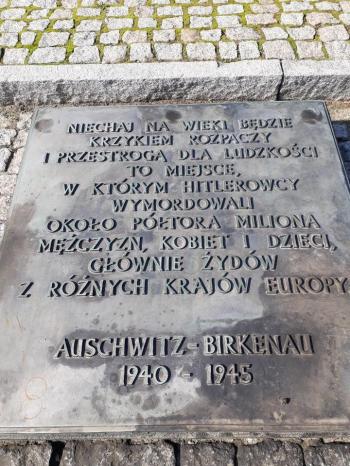 NIECHAJ NA WIEKI BĘDZIE
KRZYKIEM ROZPACZY
I PRZESTROGĄ DLA LUDZKOŚCI
TO MIEJSCE,
W KTÓRYM HITLEROWCY
WYMORDOWALI
OKOŁO PÓŁTORA MILIONA
MĘŻCZYZN, KOBIET I DZIECI,
GŁÓWNIE ŻYDÓW
Z RÓŻNYCH KRAJÓW EUROPY
AUSCHWITZ - BIRKENAU
1940 - 1945